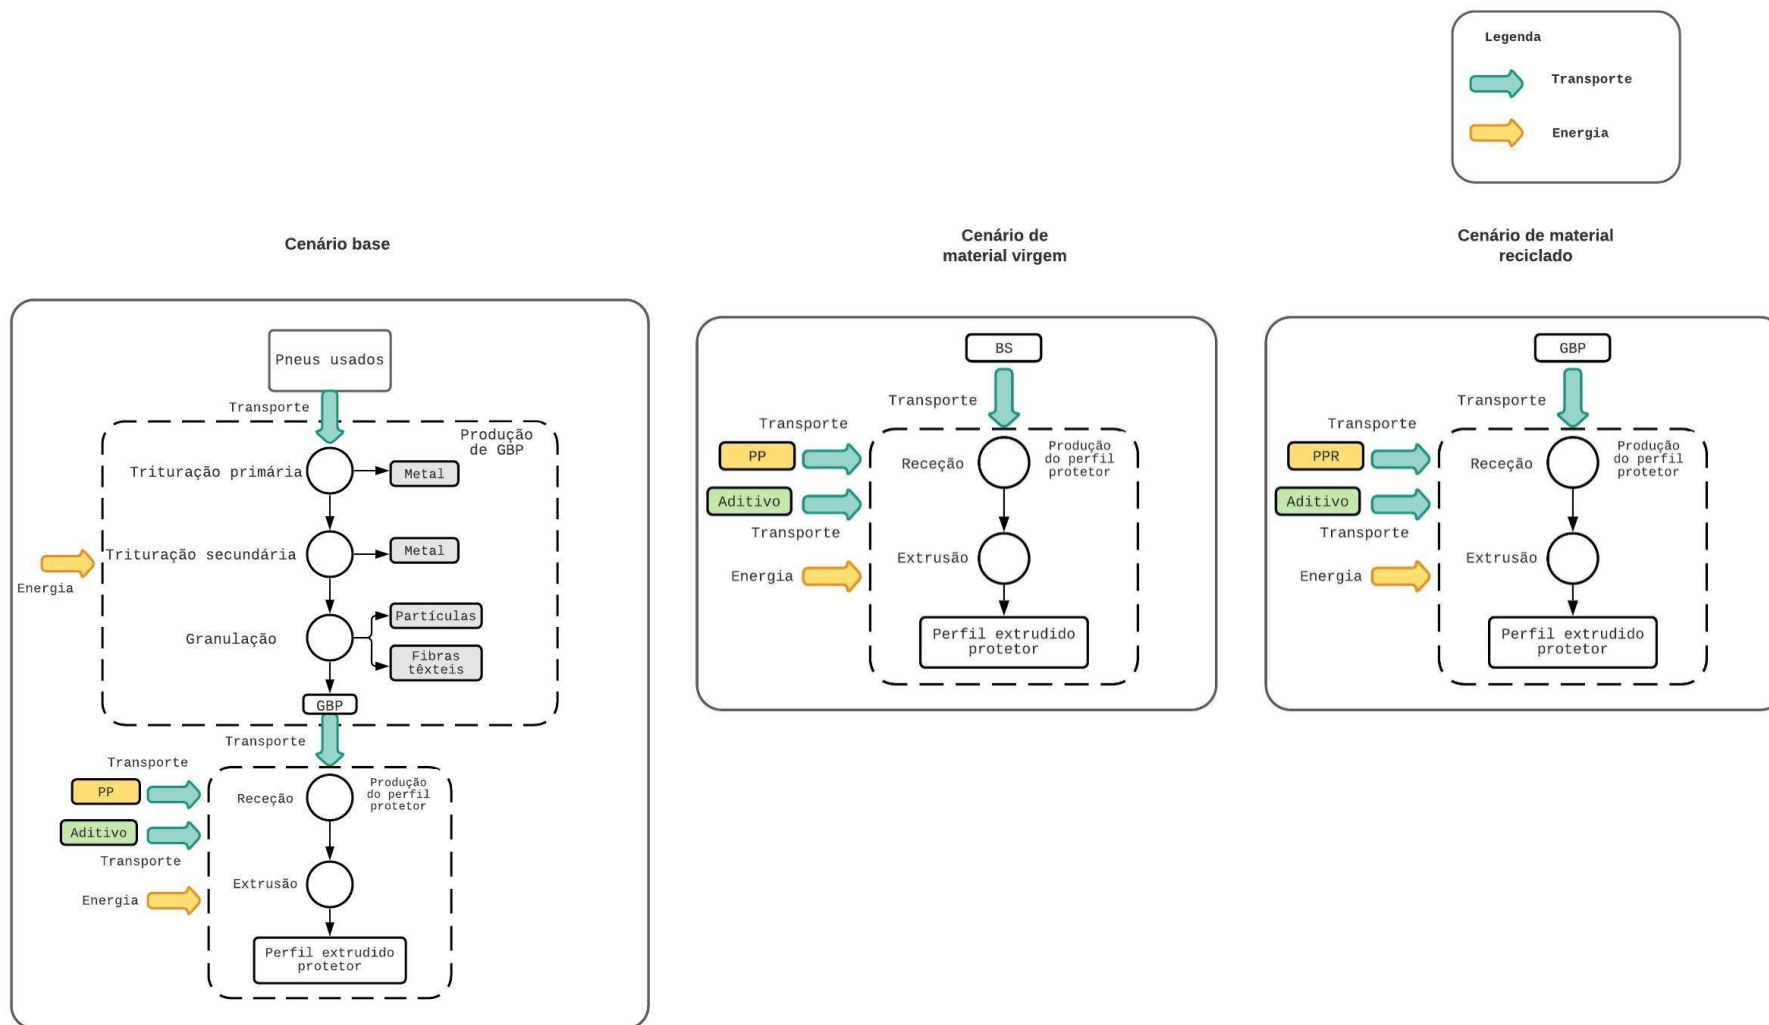 Legenda
Transporte
Energia
Cenário base
Pneus usados
Transporte
Produção
de GBP
Trituração primária
Metal
Trituração secundária
Metal
Energia
Granulação
Partículas
Fibras
têxteis
GBP
Transporte
Transporte
PP
Aditivo
Transporte
Energia
Receção
Produção
do perfil
protetor
Extrusão
Perfil extrudido
protetor
Cenário de
material virgem
BS
Transporte
Transporte
PP
Aditivo
Transporte
Energia
Receção
Produção
do perfil
protetor
Extrusão
Perfil extrudido
protetor
Cenário de material
reciclado
GBP
Transporte
Transporte
PPR
Aditivo
Transporte
Energia
Receção
Produção
do perfil
protetor
Extrusão
Perfil extrudido
protetor